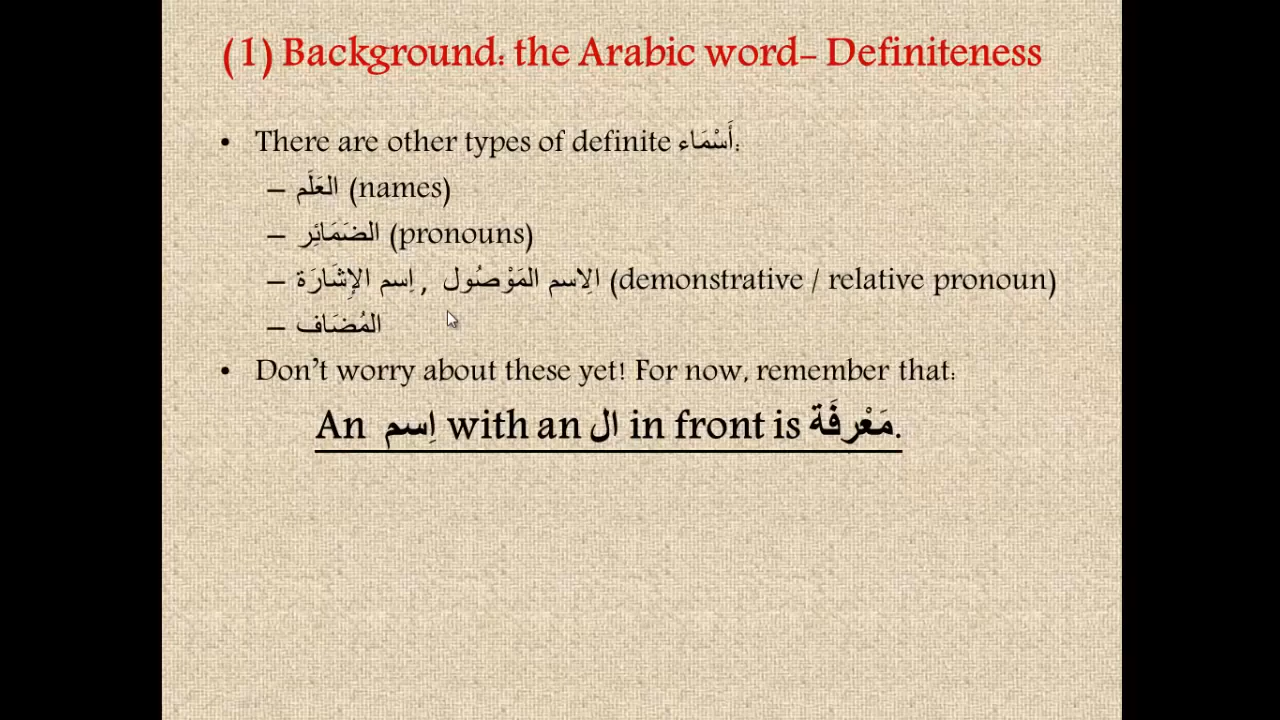 (1) Background: the Arabic word- Definiteness
• There are other types of definite أَسْمَاء:
– العَلَم (names)
– الضَمَائِر (pronouns)
– اِسم الإِشَارَة , الاِسم المَوْصُول (demonstrative / relative pronoun)
– المُضَاف
• Don't worry about these yet! For now, remember that:
An اِسم with an ال in front is مَعْرِفَة.